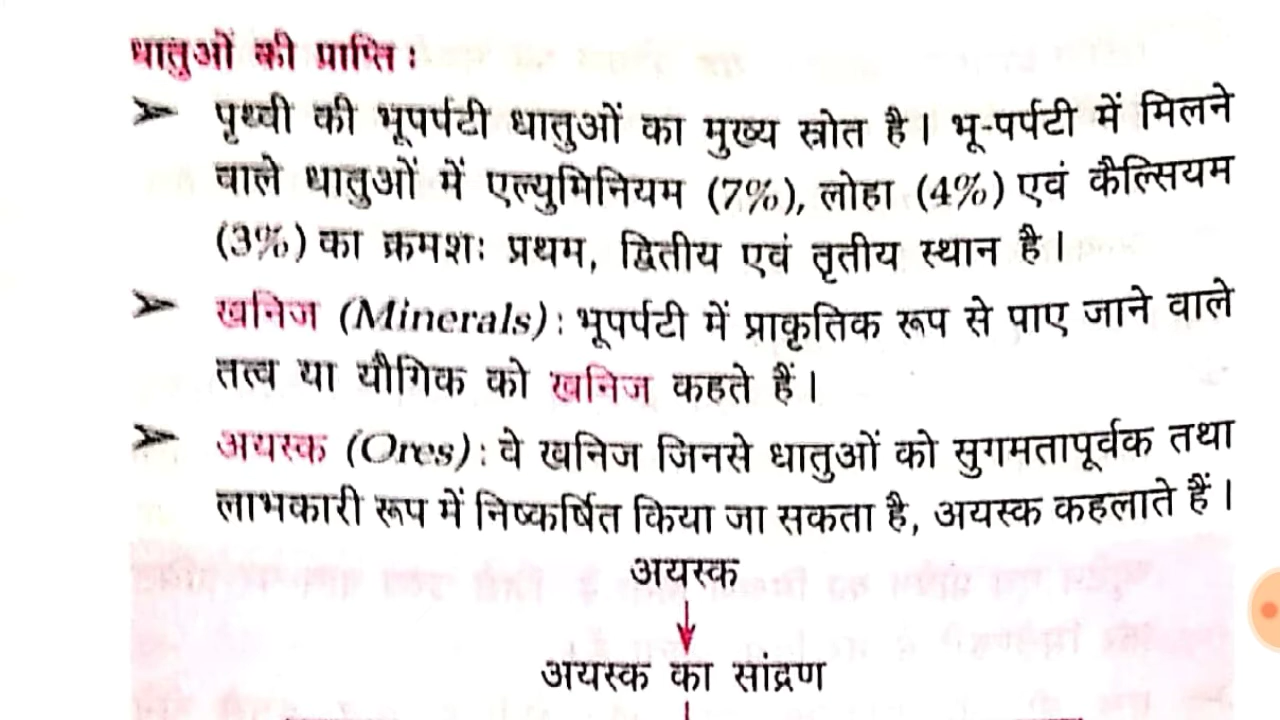 धातुओं की प्राप्ति :
➢ पृथ्वी की भूपर्पटी धातुओं का मुख्य स्रोत है। भू-पर्पटी में मिलने
वाले धातुओं में एल्युमिनियम (7%), लोहा (4%) एवं कैल्सियम
(3%) का क्रमशः प्रथम, द्वितीय एवं तृतीय स्थान है।
➢ खनिज (Minerals) : भूपर्पटी में प्राकृतिक रूप से पाए जाने वाले
तत्व या यौगिक को खनिज कहते हैं।
➢ अयस्क (Ores) : वे खनिज जिनसे धातुओं को सुगमतापूर्वक तथा
लाभकारी रूप में निष्कर्षित किया जा सकता है, अयस्क कहलाते हैं।
अयस्क
↓
अयस्क का सांद्रण